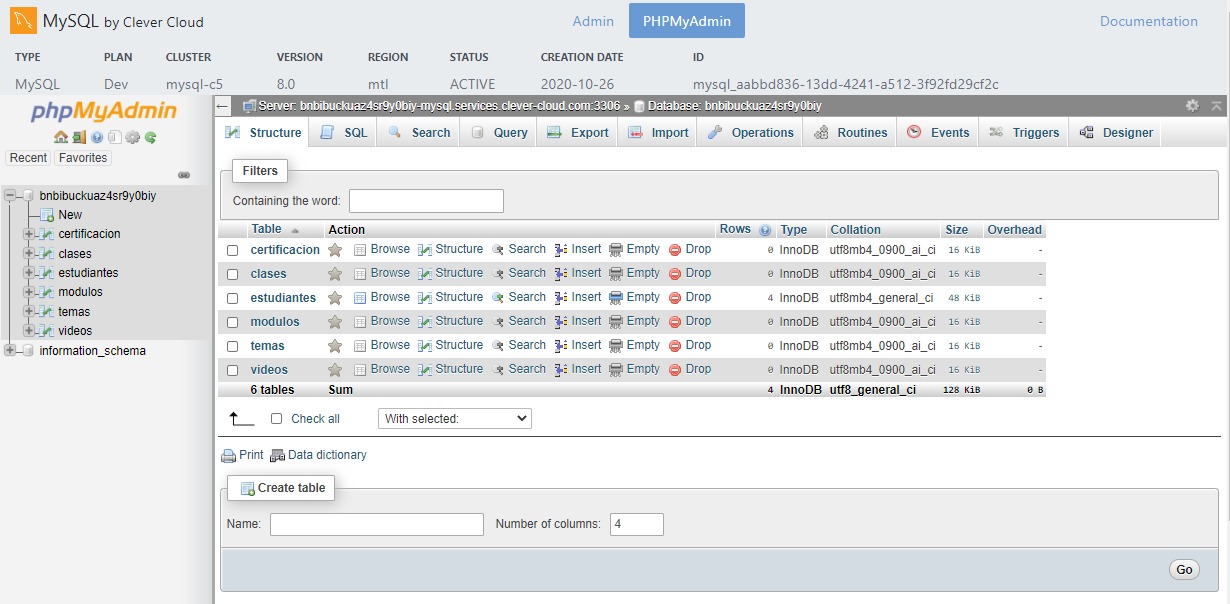 MySQL by Clever Cloud Admin PHPMyAdmin Documentation
TYPE PLAN CLUSTER VERSION REGION STATUS CREATION DATE ID
MySQL Dev mysql-c5 8.0 mtl ACTIVE 2020-10-26 mysql_aabbd836-13dd-4241-a512-3f92fd29cf2c
phpMyAdmin
Recent Favorites
bnbibuckuaz4sr9y0biy
New
certificacion
clases
estudiantes
modulos
temas
videos
information_schema
Server: bnbibuckuaz4sr9y0biy-mysql.services.clever-cloud.com:3306 » Database: bnbibuckuaz4sr9y0biy
Structure SQL Search Query Export Import Operations Routines Events Triggers Designer
Filters
Containing the word:
Table Action Rows Type Collation Size Overhead
certificacion Browse Structure Search Insert Empty Drop 0 InnoDB utf8mb4_0900_ai_ci 16 KiB -
clases Browse Structure Search Insert Empty Drop 0 InnoDB utf8mb4_0900_ai_ci 16 KiB -
estudiantes Browse Structure Search Insert Empty Drop 4 InnoDB utf8mb4_general_ci 48 KiB -
modulos Browse Structure Search Insert Empty Drop 0 InnoDB utf8mb4_0900_ai_ci 16 KiB -
temas Browse Structure Search Insert Empty Drop 0 InnoDB utf8mb4_0900_ai_ci 16 KiB -
videos Browse Structure Search Insert Empty Drop 0 InnoDB utf8mb4_0900_ai_ci 16 KiB -
6 tables Sum 4 InnoDB utf8_general_ci 128 KiB 0 B
Check all With selected:
Print Data dictionary
Create table
Name: Number of columns: 4
Go